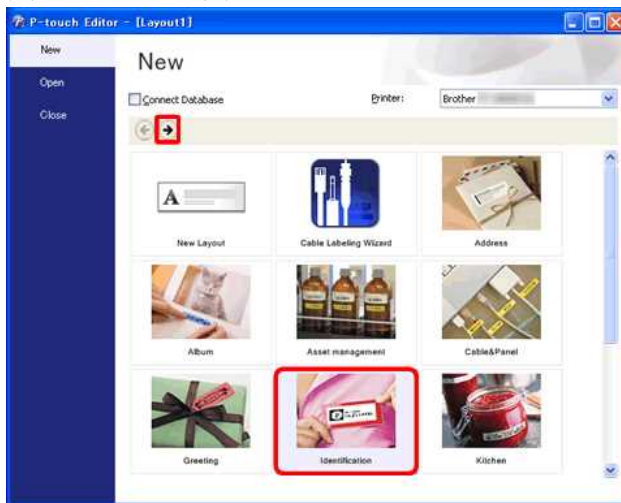 P-touch Editor - [Layout1]
New
Open
Close
New
Connect Database
Printer:
Brother
A
New Layout
Cable Labeling Wizard
Address
Album
Asset management
Cable&Panel
Greeting
Identification
Kitchen